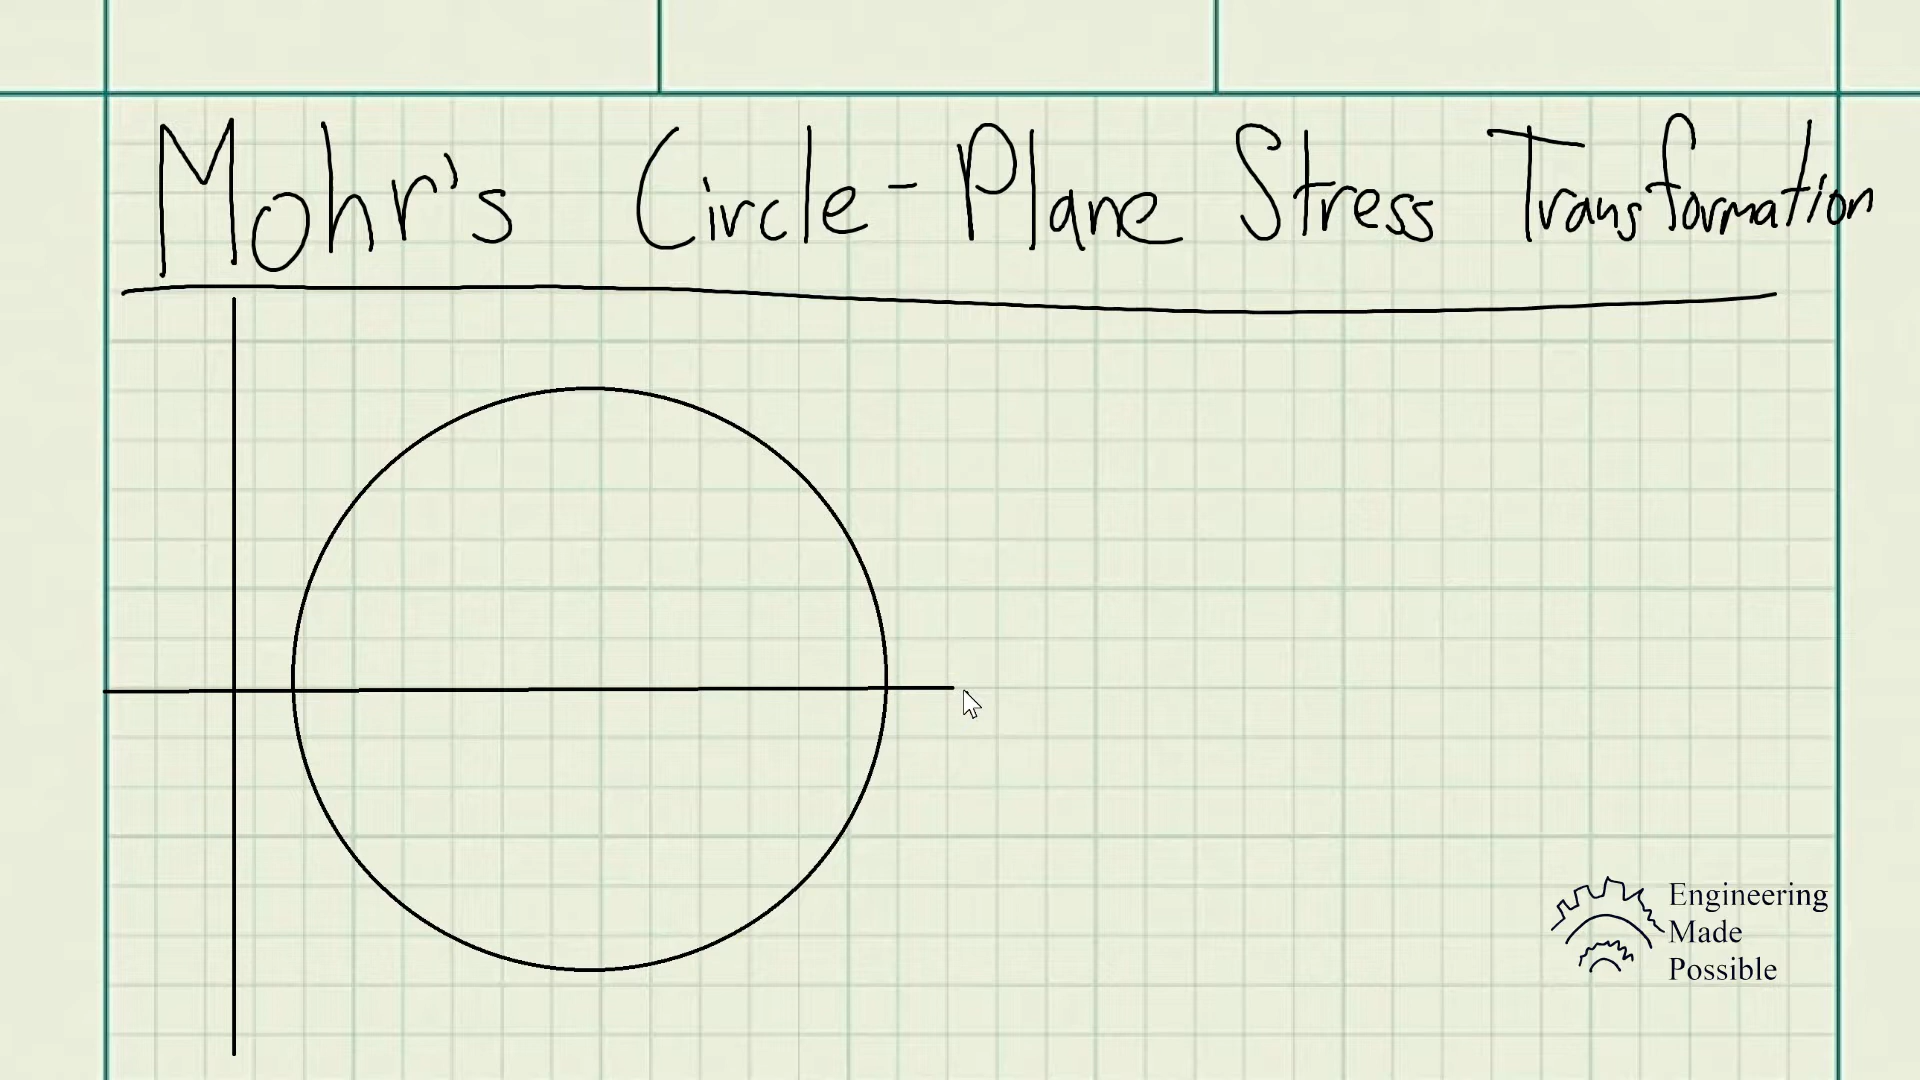 Mohr's Circle-Plane Stress Transformation
Engineering
Made
Possible